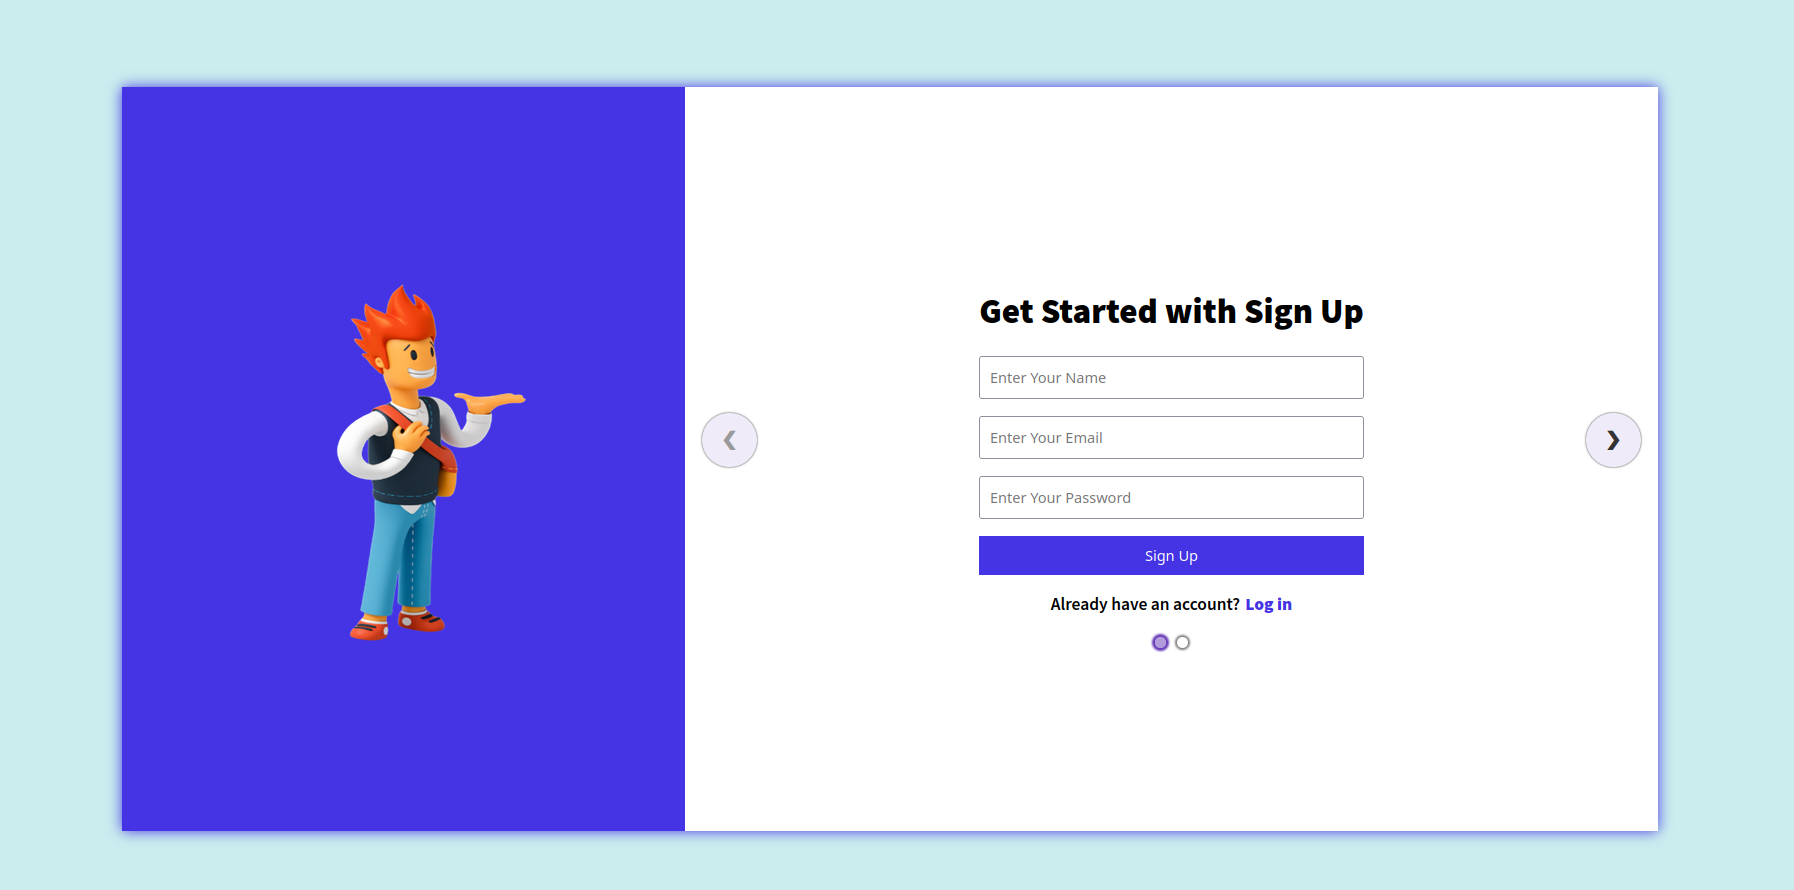 Get Started with Sign Up
Enter Your Name
Enter Your Email
Enter Your Password
Sign Up
Already have an account? Log in